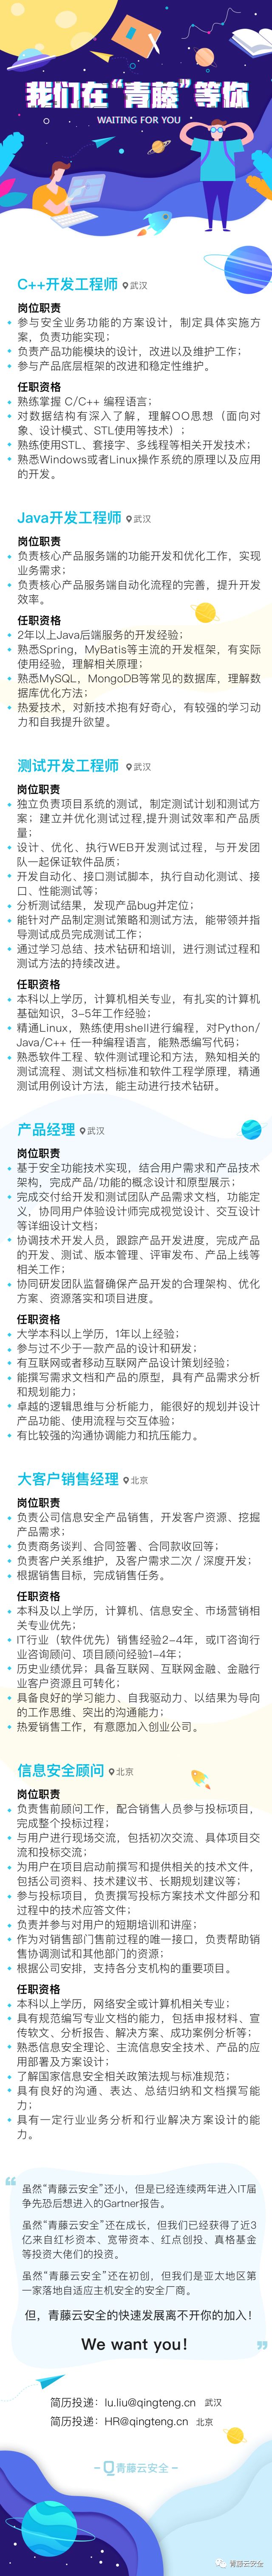 我们在“青藤”等你
WAITING FOR YOU
C++开发工程师 武汉
岗位职责
参与安全业务功能的方案设计，制定具体实施方
案，负责功能实现；
负责产品功能模块的设计，改进以及维护工作；
参与产品底层框架的改进和稳定性维护。
任职资格
熟练掌握 C/C++ 编程语言；
对数据结构有深入了解，理解OO思想（面向对
象、设计模式、STL使用等技术）；
熟练使用STL、套接字、多线程等相关开发技术；
熟悉Windows或者Linux操作系统的原理以及应用
的开发。
Java开发工程师 武汉
岗位职责
负责核心产品服务端的功能开发和优化工作，实现
业务需求；
负责核心产品服务端自动化流程的完善，提升开发
效率。
任职资格
2年以上Java后端服务的开发经验；
熟悉Spring，MyBatis等主流的开发框架，有实际
使用经验，理解相关原理；
熟悉MySQL，MongoDB等常见的数据库，理解数
据库优化方法；
热爱技术，对新技术抱有好奇心，有较强的学习动
力和自我提升欲望。
测试开发工程师 武汉
岗位职责
独立负责项目系统的测试，制定测试计划和测试方
案；建立并优化测试过程,提升测试效率和产品质
量；
设计、优化、执行WEB开发测试过程，与开发团
队一起保证软件品质；
开发自动化、接口测试脚本，执行自动化测试、接
口、性能测试等；
分析测试结果，发现产品bug并定位；
能针对产品制定测试策略和测试方法，能带领并指
导测试成员完成测试工作；
通过学习总结、技术钻研和培训，进行测试过程和
测试方法的持续改进。
任职资格
本科以上学历，计算机相关专业，有扎实的计算机
基础知识，3-5年工作经验；
精通Linux，熟练使用shell进行编程，对Python/
Java/C++ 任一种编程语言，能熟悉编写代码；
熟悉软件工程、软件测试理论和方法，熟知相关的
测试流程、测试文档标准和软件工程学原理，精通
测试用例设计方法，能主动进行技术钻研。
产品经理 武汉
岗位职责
基于安全功能技术实现，结合用户需求和产品技术
架构，完成产品/功能的概念设计和原型展示；
完成交付给开发和测试团队产品需求文档，功能定
义，协同用户体验设计师完成视觉设计、交互设计
等详细设计文档；
协调技术开发人员，跟踪产品开发进度，完成产品
的开发、测试、版本管理、评审发布、产品上线等
相关工作；
协同研发团队监督确保产品开发的合理架构、优化
方案、资源落实和项目进度。
任职资格
大学本科以上学历，1年以上经验；
参与过不少于一款产品的设计和研发；
有互联网或者移动互联网产品设计策划经验；
能撰写需求文档和产品的原型，具有产品需求分析
和规划能力；
卓越的逻辑思维与分析能力，能很好的规划并设计
产品功能、使用流程与交互体验；
有比较强的沟通协调能力和抗压能力。
大客户销售经理 北京
岗位职责
负责公司信息安全产品销售，开发客户资源、挖掘
产品需求；
负责商务谈判、合同签署、合同款收回等；
负责客户关系维护，及客户需求二次 / 深度开发；
根据销售目标，完成销售任务。
任职资格
本科及以上学历，计算机、信息安全、市场营销相
关专业优先；
IT行业（软件优先）销售经验2-4年，或IT咨询行
业咨询顾问、项目顾问经验1-4年；
历史业绩优异；具备互联网、互联网金融、金融行
业客户资源且可转化；
具备良好的学习能力、自我驱动力、以结果为导向
的工作思维、突出的沟通能力；
热爱销售工作，有意愿加入创业公司。
信息安全顾问 北京
岗位职责
负责售前顾问工作，配合销售人员参与投标项目，
完成整个投标过程；
与用户进行现场交流，包括初次交流、具体项目交
流和投标交流；
为用户在项目启动前撰写和提供相关的技术文件，
包括公司资料、技术建议书、长期规划建议等；
参与投标项目，负责撰写投标方案技术文件部分和
过程中的技术应答文件；
负责并参与对用户的短期培训和讲座；
作为对销售部门售前过程的唯一接口，负责帮助销
售协调测试和其他部门的资源；
根据公司安排，支持各分支机构的重要项目。
任职资格
本科以上学历，网络安全或计算机相关专业；
具有规范编写专业文档的能力，包括申报材料、宣
传软文、分析报告、解决方案、成功案例分析等；
熟悉信息安全理论、主流信息安全技术、产品的应
用部署及方案设计；
了解国家信息安全相关政策法规与标准规范；
具有良好的沟通、表达、总结归纳和文档撰写能
力；
具有一定行业业务分析和行业解决方案设计的能
力。
虽然“青藤云安全”还小，但是已经连续两年进入IT届
争先恐后想进入的Gartner报告。
虽然“青藤云安全”还在成长，但我们已经获得了近3
亿来自红杉资本、宽带资本、红点创投、真格基金
等投资大佬们的投资。
虽然“青藤云安全”还在初创，但我们是亚太地区第
一家落地自适应主机安全的安全厂商。
但，青藤云安全的快速发展离不开你的加入！
We want you！
简历投递：lu.liu@qingteng.cn 武汉
简历投递：HR@qingteng.cn 北京
青藤云安全
青藤云安全